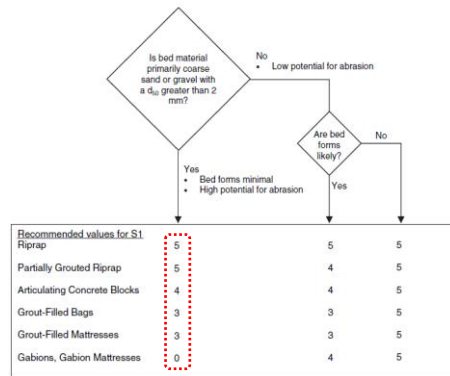 Is bed material
primarily coarse
sand or gravel with
a d50 greater than 2
mm?
No
• Low potential for abrasion
Are bed
forms
likely?
No
Yes
• Bed forms minimal
• High potential for abrasion
Yes
Recommended values for S1
Riprap 5 5 5
Partially Grouted Riprap 5 4 5
Articulating Concrete Blocks 4 4 5
Grout-Filled Bags 3 3 5
Grout-Filled Mattresses 3 3 5
Gabions, Gabion Mattresses 0 4 5